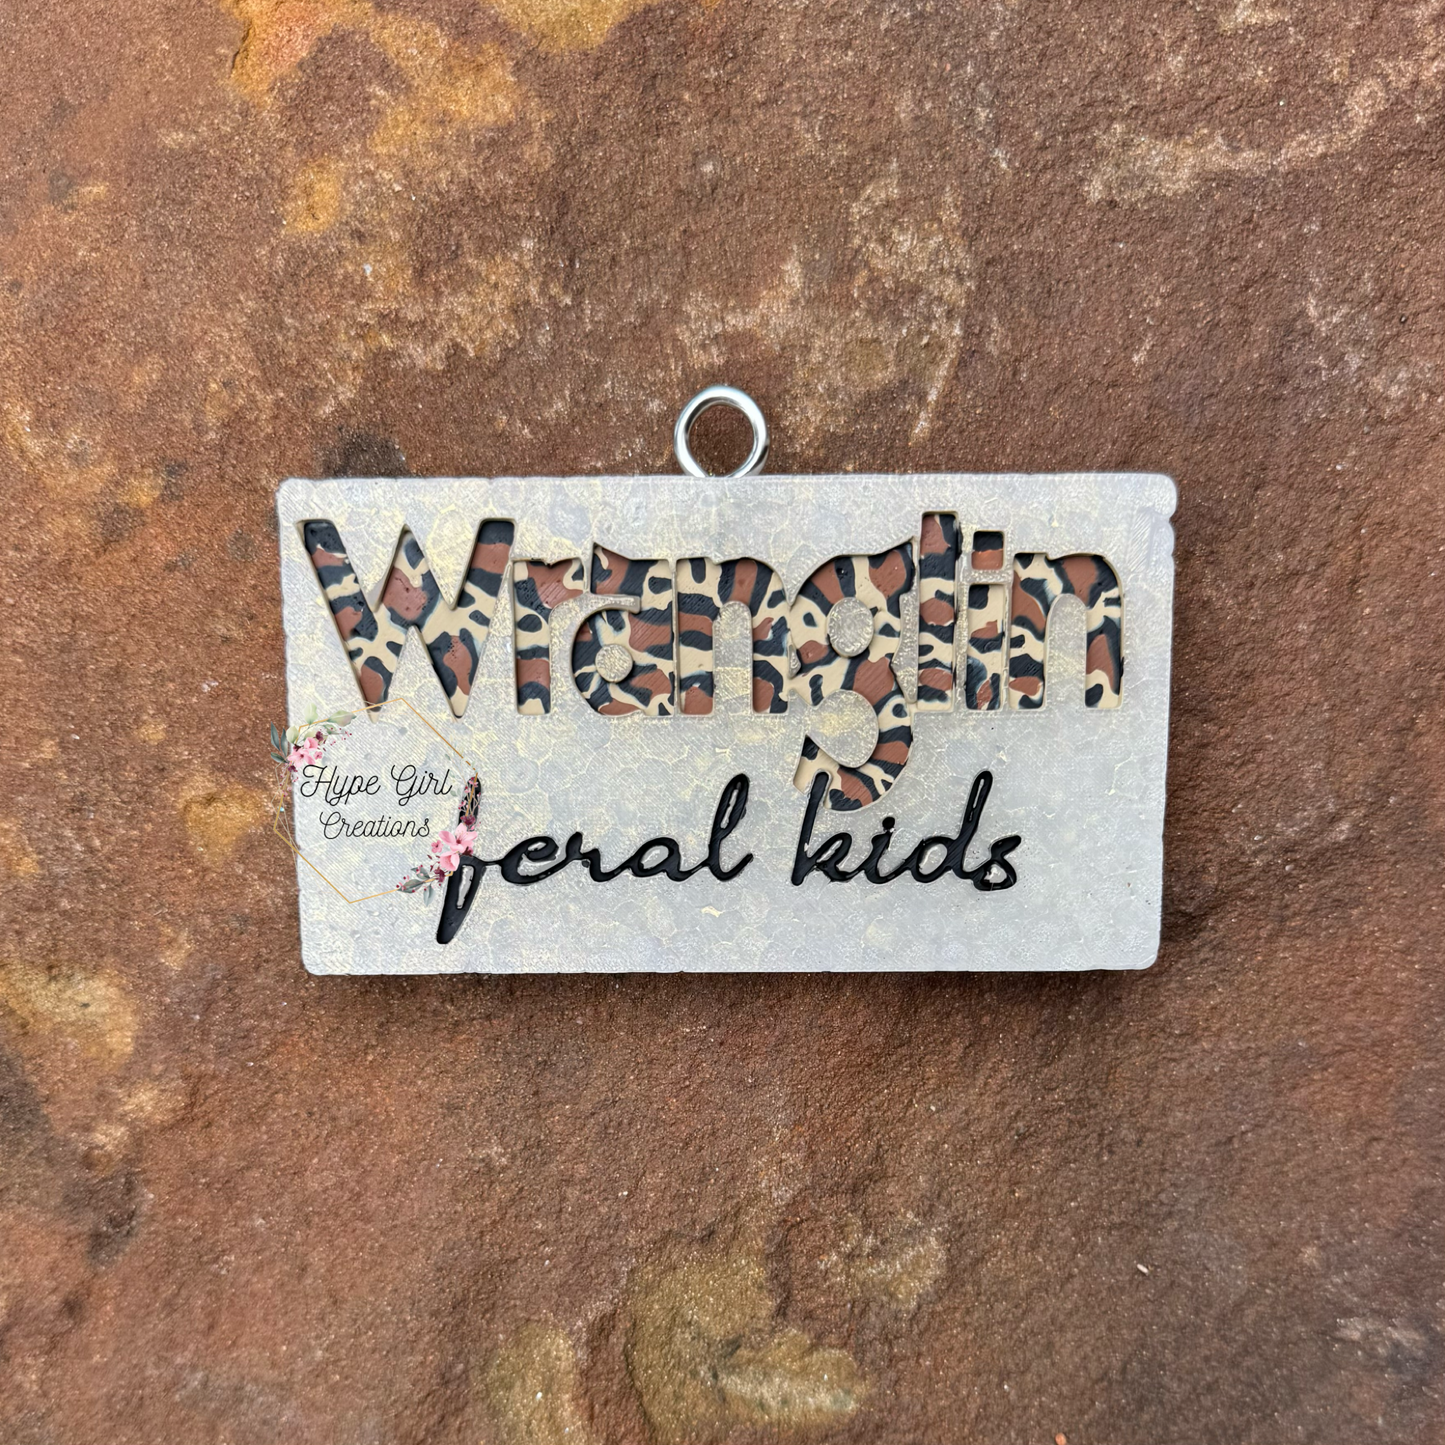 Wranglin
Hype Girl
Creations
feral kids